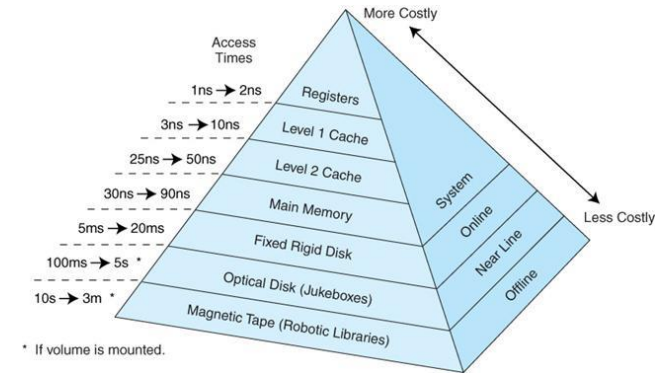 More Costly
Access
Times
1ns → 2ns
Registers
3ns → 10ns
Level 1 Cache
25ns → 50ns
Level 2 Cache
System
30ns → 90ns
Main Memory
Less Costly
Online
5ms → 20ms
Fixed Rigid Disk
Near Line
100ms → 5s *
Optical Disk (Jukeboxes)
Offline
10s → 3m *
Magnetic Tape (Robotic Libraries)
* If volume is mounted.